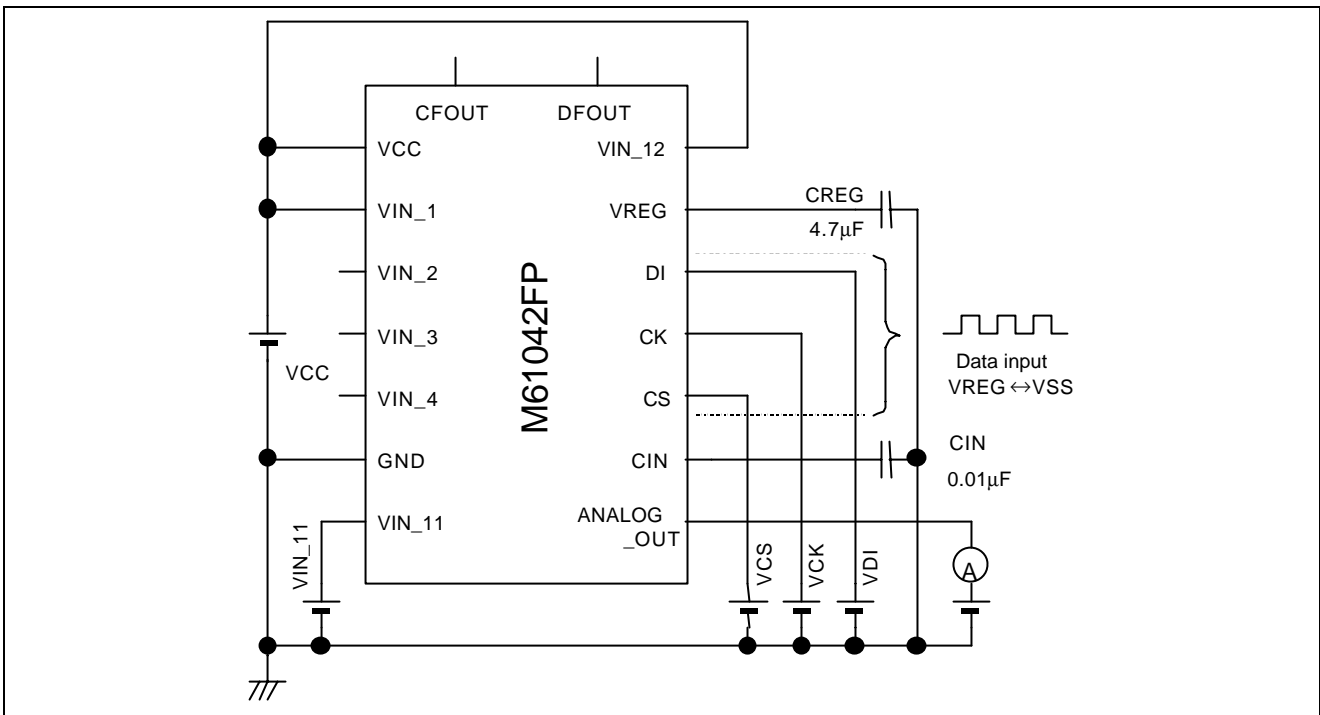 CFOUT DFOUT
VCC VIN_12
VIN_1 VREG
CREG
4.7μF
VIN_2 DI
VIN_3 CK
VIN_4 CS
GND CIN
VIN_11 ANALOG
_OUT
M61042FP
VCC
VIN_11
VCS
VCK
VDI
A
Data input
VREG ↔VSS
CIN
0.01μF